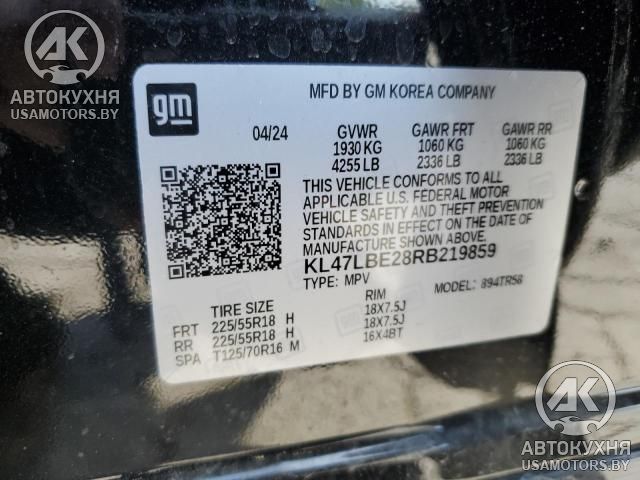 AK
АВТОКУХНЯ
USAMOTORS.BY
gm
MFD BY GM KOREA COMPANY
04/24 GVWR GAWR FRT GAWR RR
1930 KG 1060 KG 1060 KG
4255 LB 2336 LB 2336 LB
THIS VEHICLE CONFORMS TO ALL
APPLICABLE U.S. FEDERAL MOTOR
VEHICLE SAFETY AND THEFT PREVENTION
STANDARDS IN EFFECT ON THE DATE OF
MANUFACTURE SHOWN ABOVE.
KL47LBE28RB219859
TYPE: MPV MODEL: 894TR58
TIRE SIZE RIM
FRT 225/55R18 H 18X7.5J
RR 225/55R18 H 18X7.5J
SPA T125/70R16 M 16X4BT
AK
АВТОКУХНЯ
USAMOTORS.BY